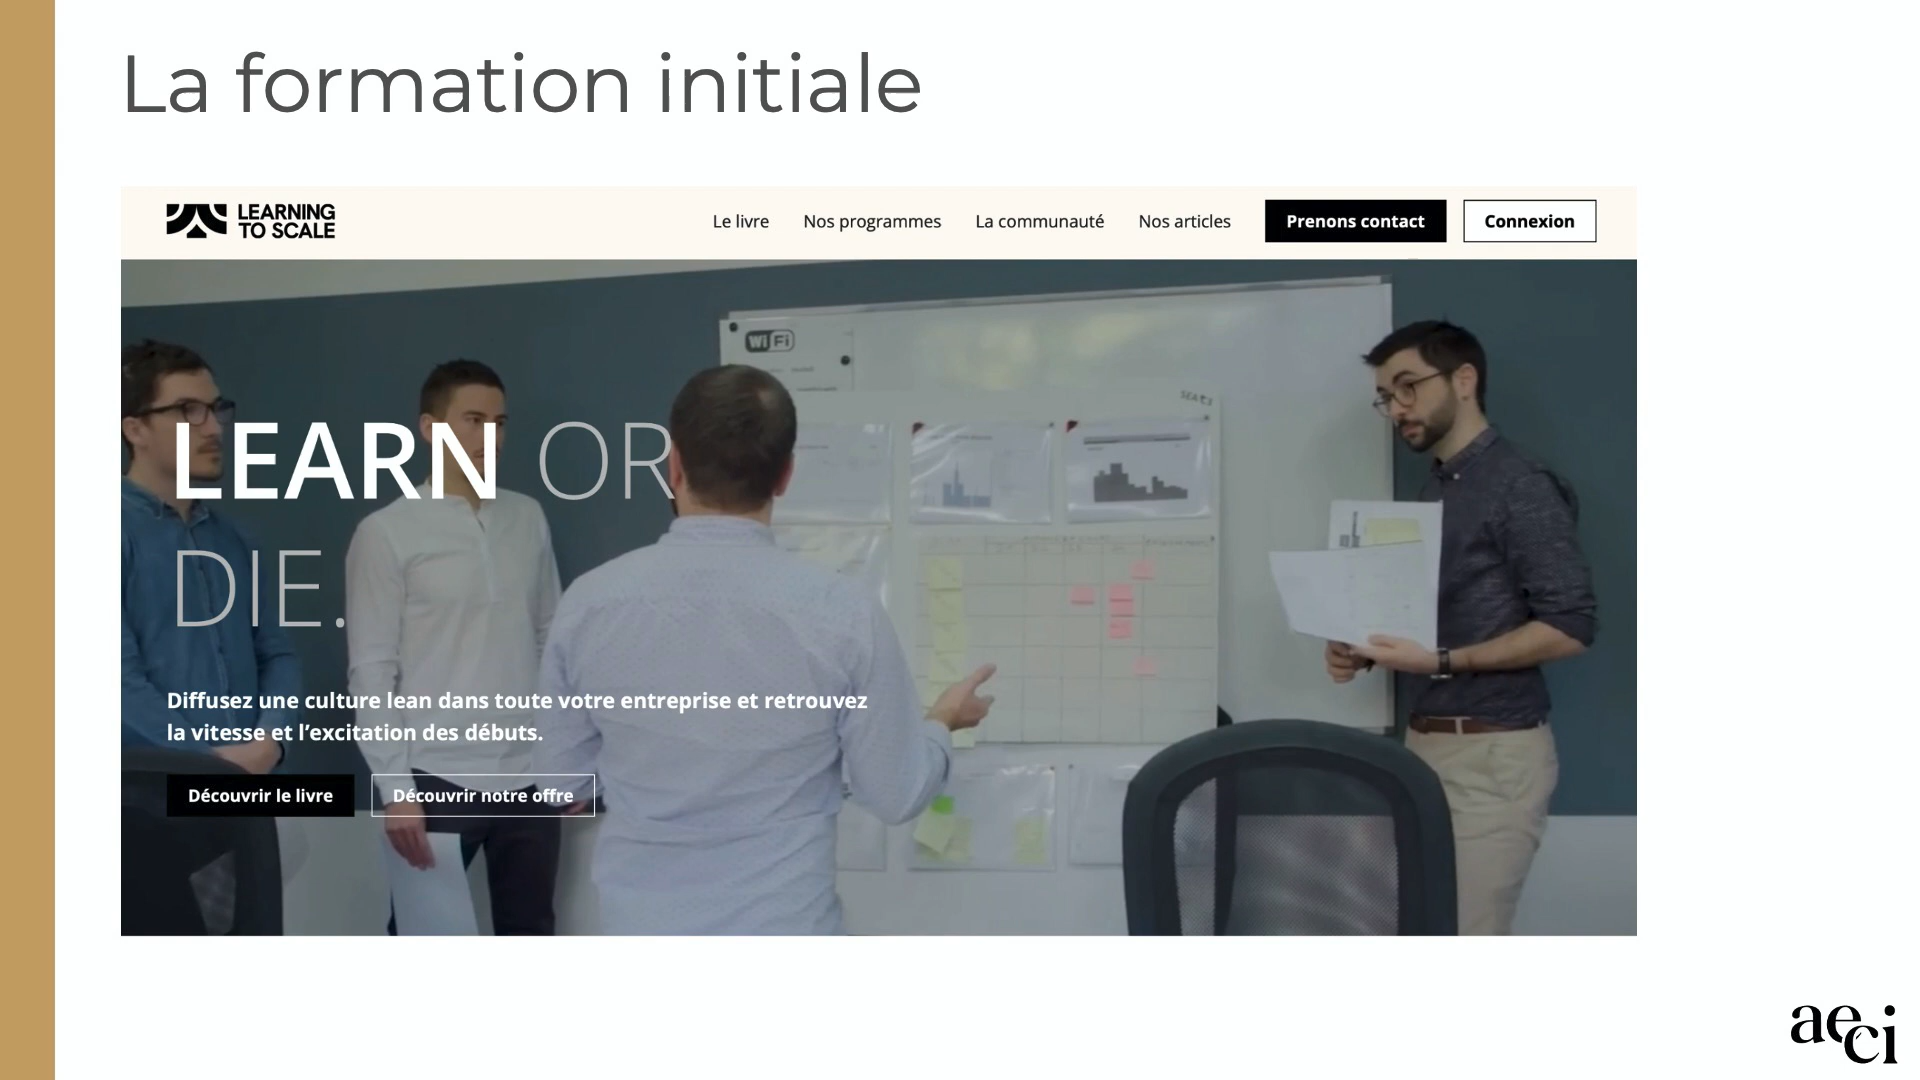 La formation initiale
LEARNING
TO SCALE
Le livre
Nos programmes
La communauté
Nos articles
Prenons contact
Connexion
Wi Fi
LEARN OR
DIE.
Diffusez une culture lean dans toute votre entreprise et retrouvez
la vitesse et l’excitation des débuts.
Découvrir le livre
Découvrir notre offre
aeci